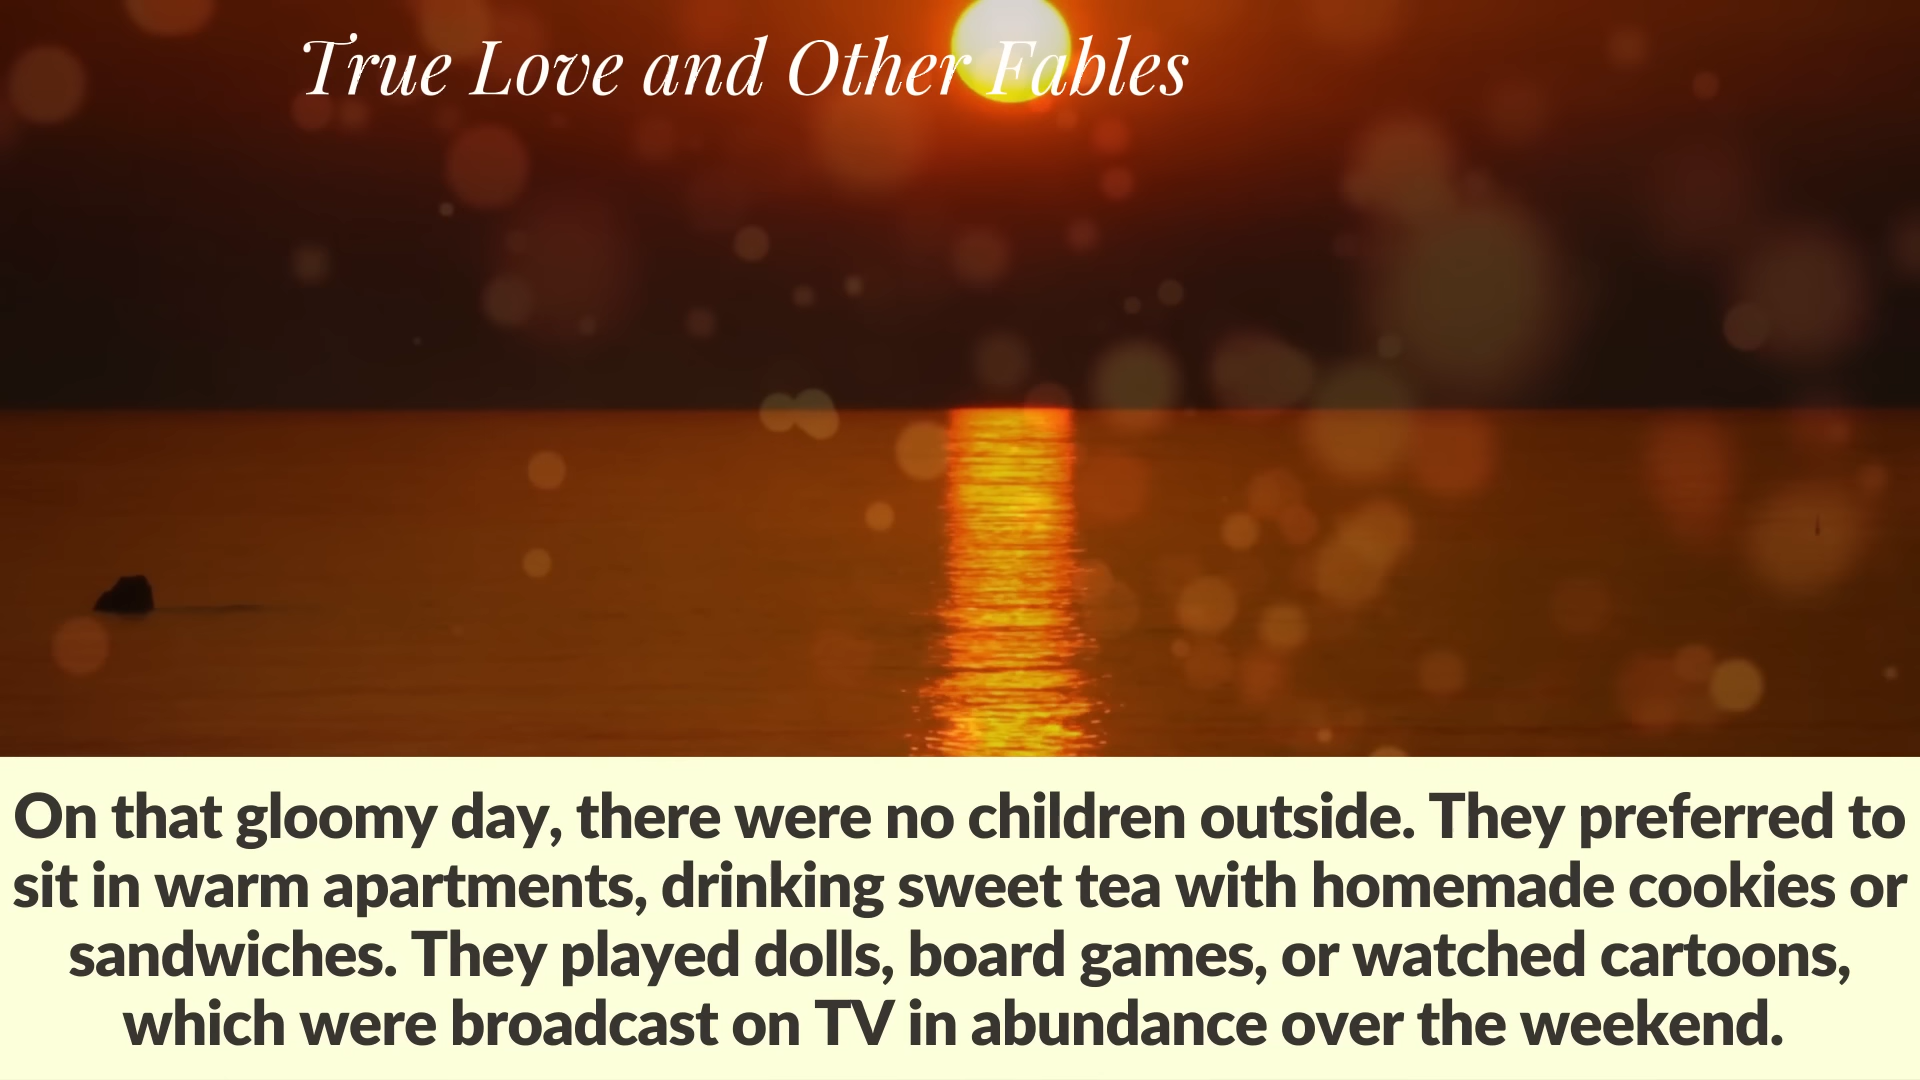 True Love and Other Fables
On that gloomy day, there were no children outside. They preferred to
sit in warm apartments, drinking sweet tea with homemade cookies or
sandwiches. They played dolls, board games, or watched cartoons,
which were broadcast on TV in abundance over the weekend.